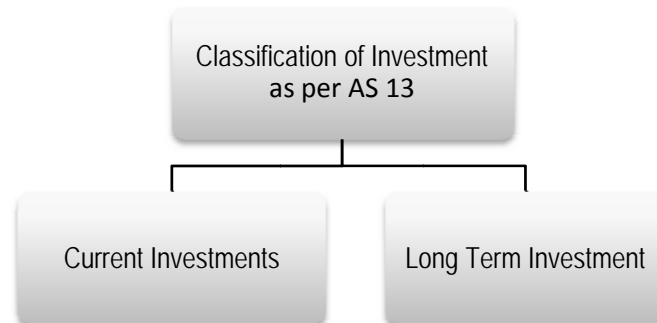 Classification of Investment
as per AS 13
Current Investments
Long Term Investment